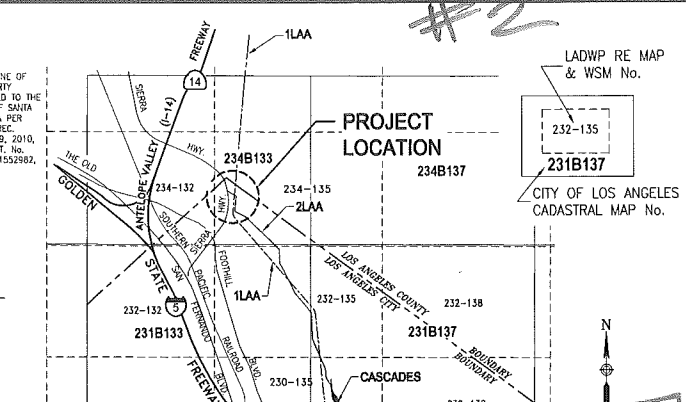 #2
1LAA
FREEWAY
14
LADWP RE MAP
& WSM No.
232-135
231B137
CITY OF LOS ANGELES
CADASTRAL MAP No.
NE OF
RTY
D TO THE
OF SANTA
A PER
REC.
9, 2010,
T. No.
1552982,
SIERRA
HWY.
(I-14)
ANTELOPE VALLEY
PROJECT
LOCATION
234B133
234B137
THE OLD
GOLDEN
STATE
FREEWAY
5
234-132
234-135
HWY.
SIERRA
2LAA
SOUTHERN
PACIFIC
RAILROAD
SAN
FERNANDO
BLVD.
FOOTHILL
BLVD.
1LAA
LOS ANGELES COUNTY
LOS ANGELES CITY
BOUNDARY
BOUNDARY
232-132
231B133
232-135
232-138
231B137
230-135
CASCADES
N